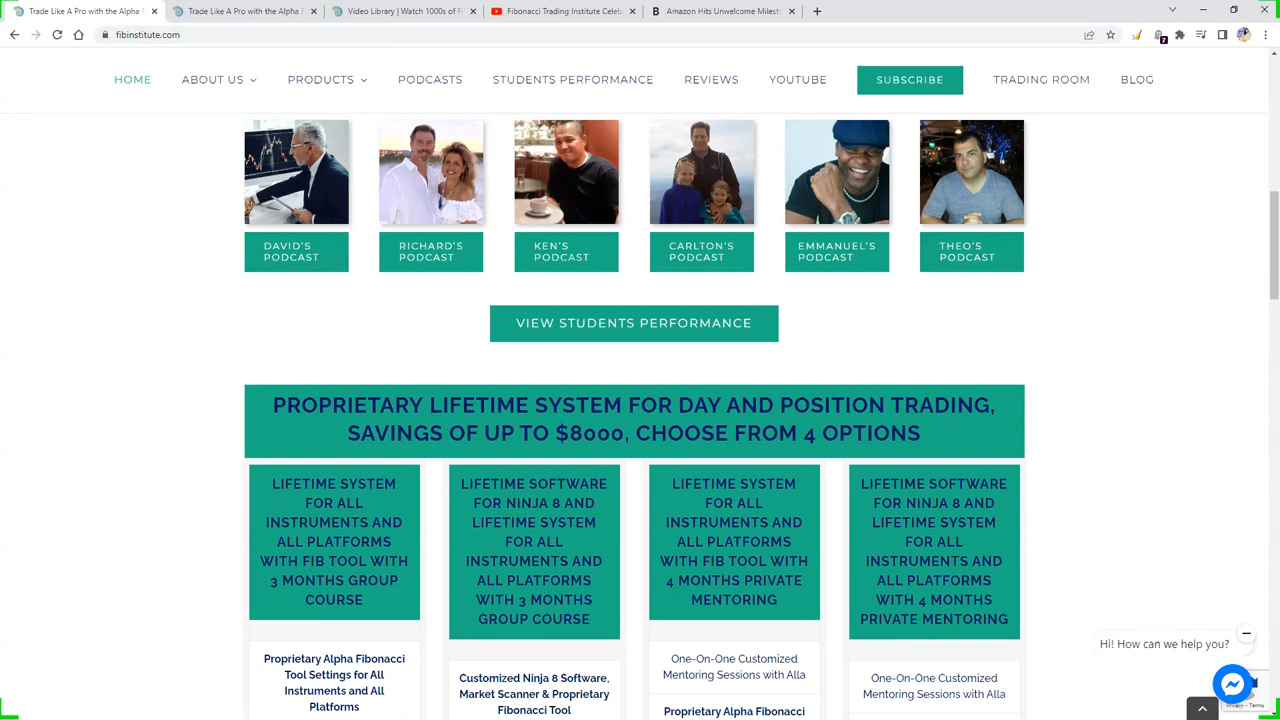 Trade Like A Pro with the Alpha F
Trade Like A Pro with the Alpha F
Video Library | Watch 1000s of Fi
Fibonacci Trading Institute Celeb
Amazon Hits Unwelcome Milesto
fibinstitute.com
7
HOME ABOUT US PRODUCTS PODCASTS STUDENTS PERFORMANCE REVIEWS YOUTUBE SUBSCRIBE TRADING ROOM BLOG
DAVID'S
PODCAST
RICHARD'S
PODCAST
KEN'S
PODCAST
CARLTON'S
PODCAST
EMMANUEL'S
PODCAST
THEO'S
PODCAST
VIEW STUDENTS PERFORMANCE
PROPRIETARY LIFETIME SYSTEM FOR DAY AND POSITION TRADING,
SAVINGS OF UP TO $8000, CHOOSE FROM 4 OPTIONS
LIFETIME SYSTEM
FOR ALL
INSTRUMENTS AND
ALL PLATFORMS
WITH FIB TOOL WITH
3 MONTHS GROUP
COURSE
Proprietary Alpha Fibonacci
Tool Settings for All
Instruments and All
Platforms
LIFETIME SOFTWARE
FOR NINJA 8 AND
LIFETIME SYSTEM
FOR ALL
INSTRUMENTS AND
ALL PLATFORMS
WITH 3 MONTHS
GROUP COURSE
Customized Ninja 8 Software,
Market Scanner & Proprietary
Fibonacci Tool
LIFETIME SYSTEM
FOR ALL
INSTRUMENTS AND
ALL PLATFORMS
WITH FIB TOOL WITH
4 MONTHS PRIVATE
MENTORING
One-On-One Customized
Mentoring Sessions with Alla
Proprietary Alpha Fibonacci
LIFETIME SOFTWARE
FOR NINJA 8 AND
LIFETIME SYSTEM
FOR ALL
INSTRUMENTS AND
ALL PLATFORMS
WITH 4 MONTHS
PRIVATE MENTORING
One-On-One Customized
Mentoring Sessions with Alla
Hi! How can we help you?
Privacy - Terms